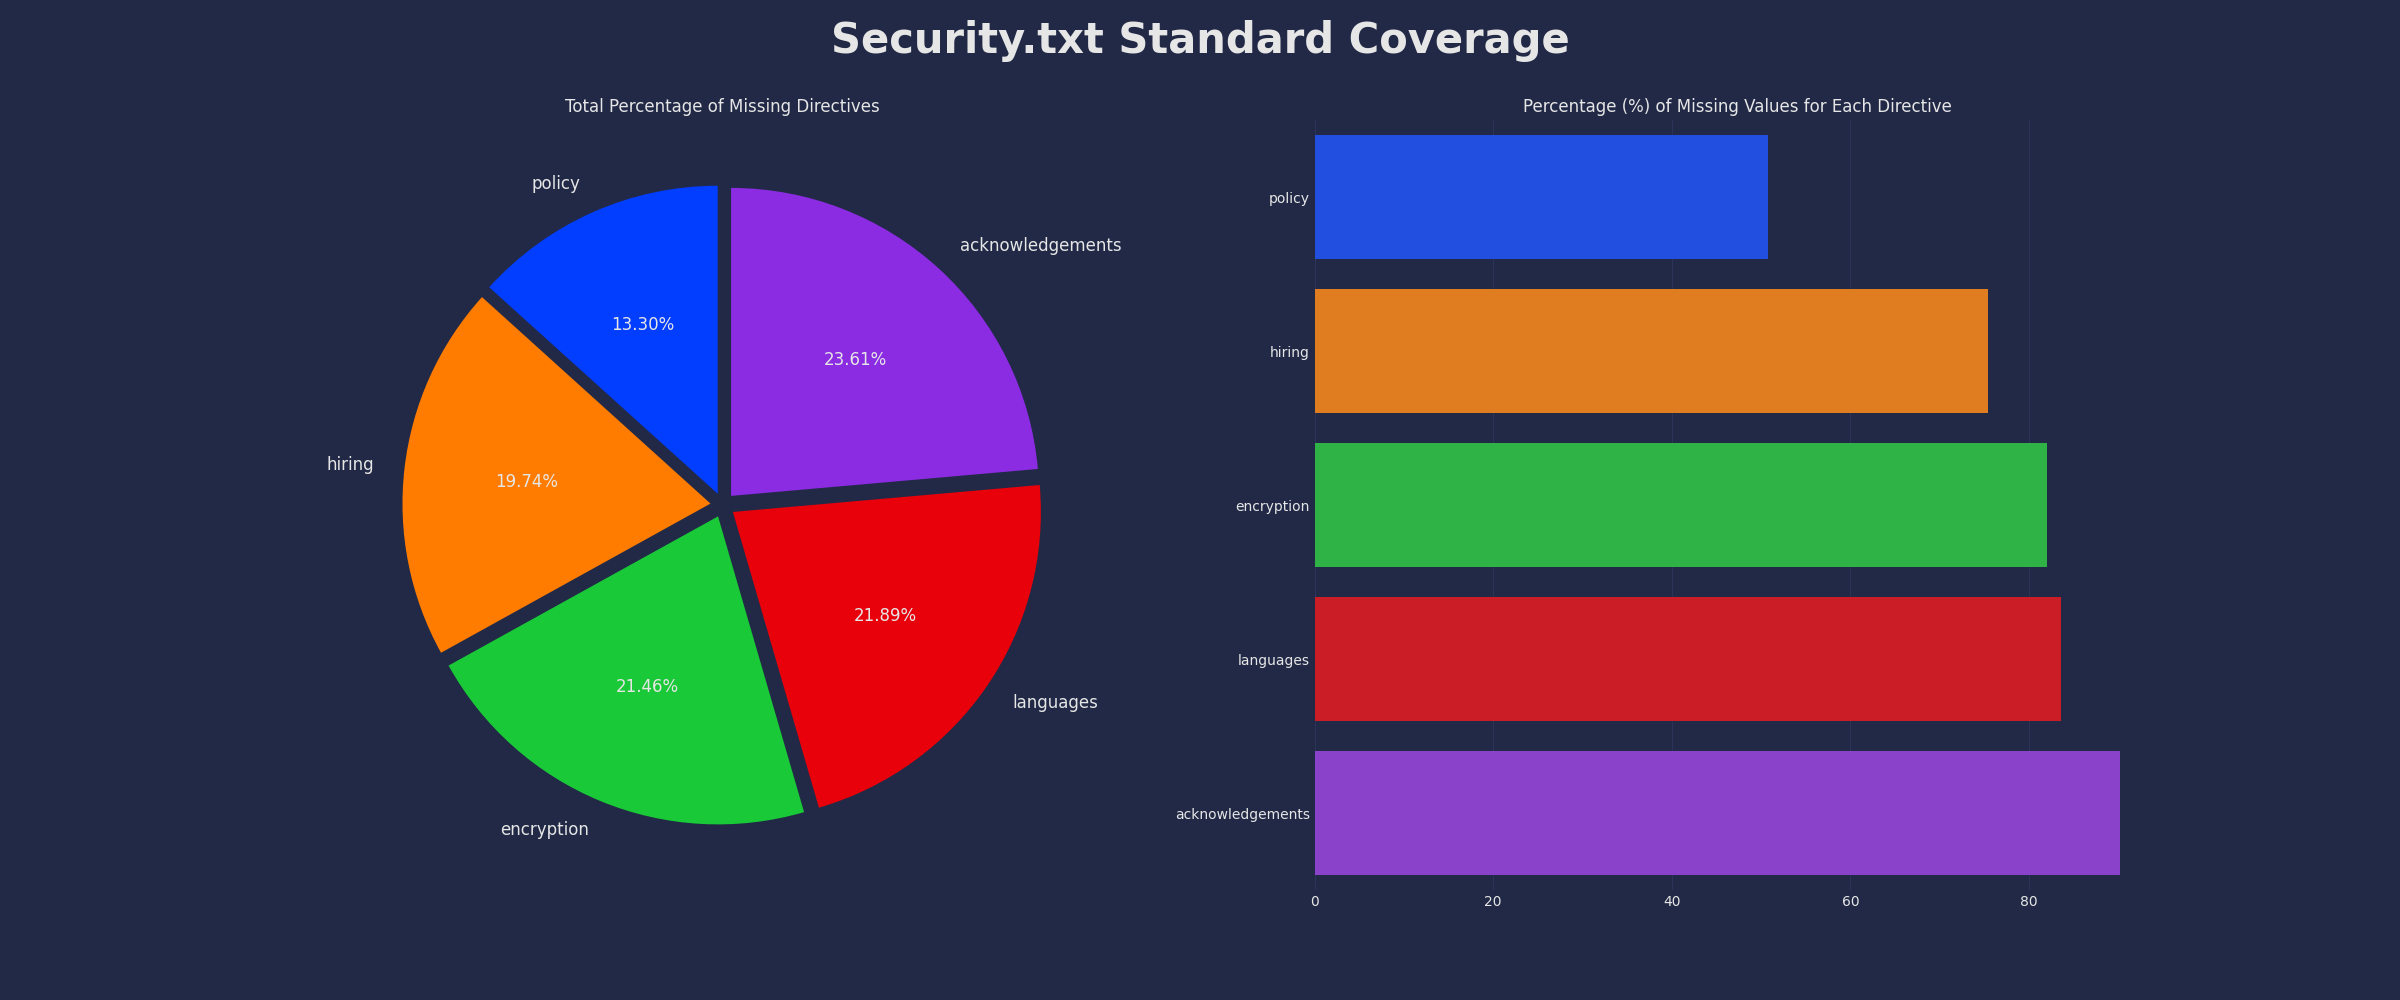 Security.txt Standard Coverage
Total Percentage of Missing Directives
policy
acknowledgements
13.30%
23.61%
hiring
19.74%
21.89%
21.46%
languages
encryption
Percentage (%) of Missing Values for Each Directive
policy
hiring
encryption
languages
acknowledgements
0 20 40 60 80